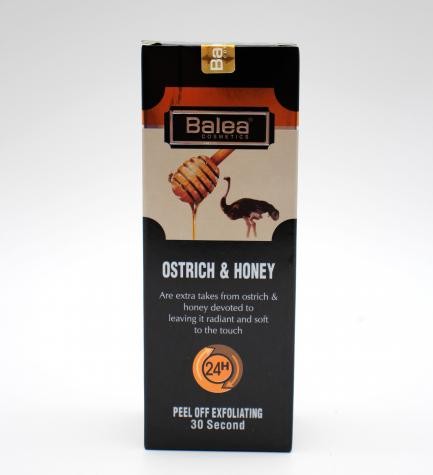 Balea
Balea®
COSMETICS
OSTRICH & HONEY
Are extra takes from ostrich &
honey devoted to
leaving it radiant and soft
to the touch
24H
PEEL OFF EXFOLIATING
30 Second